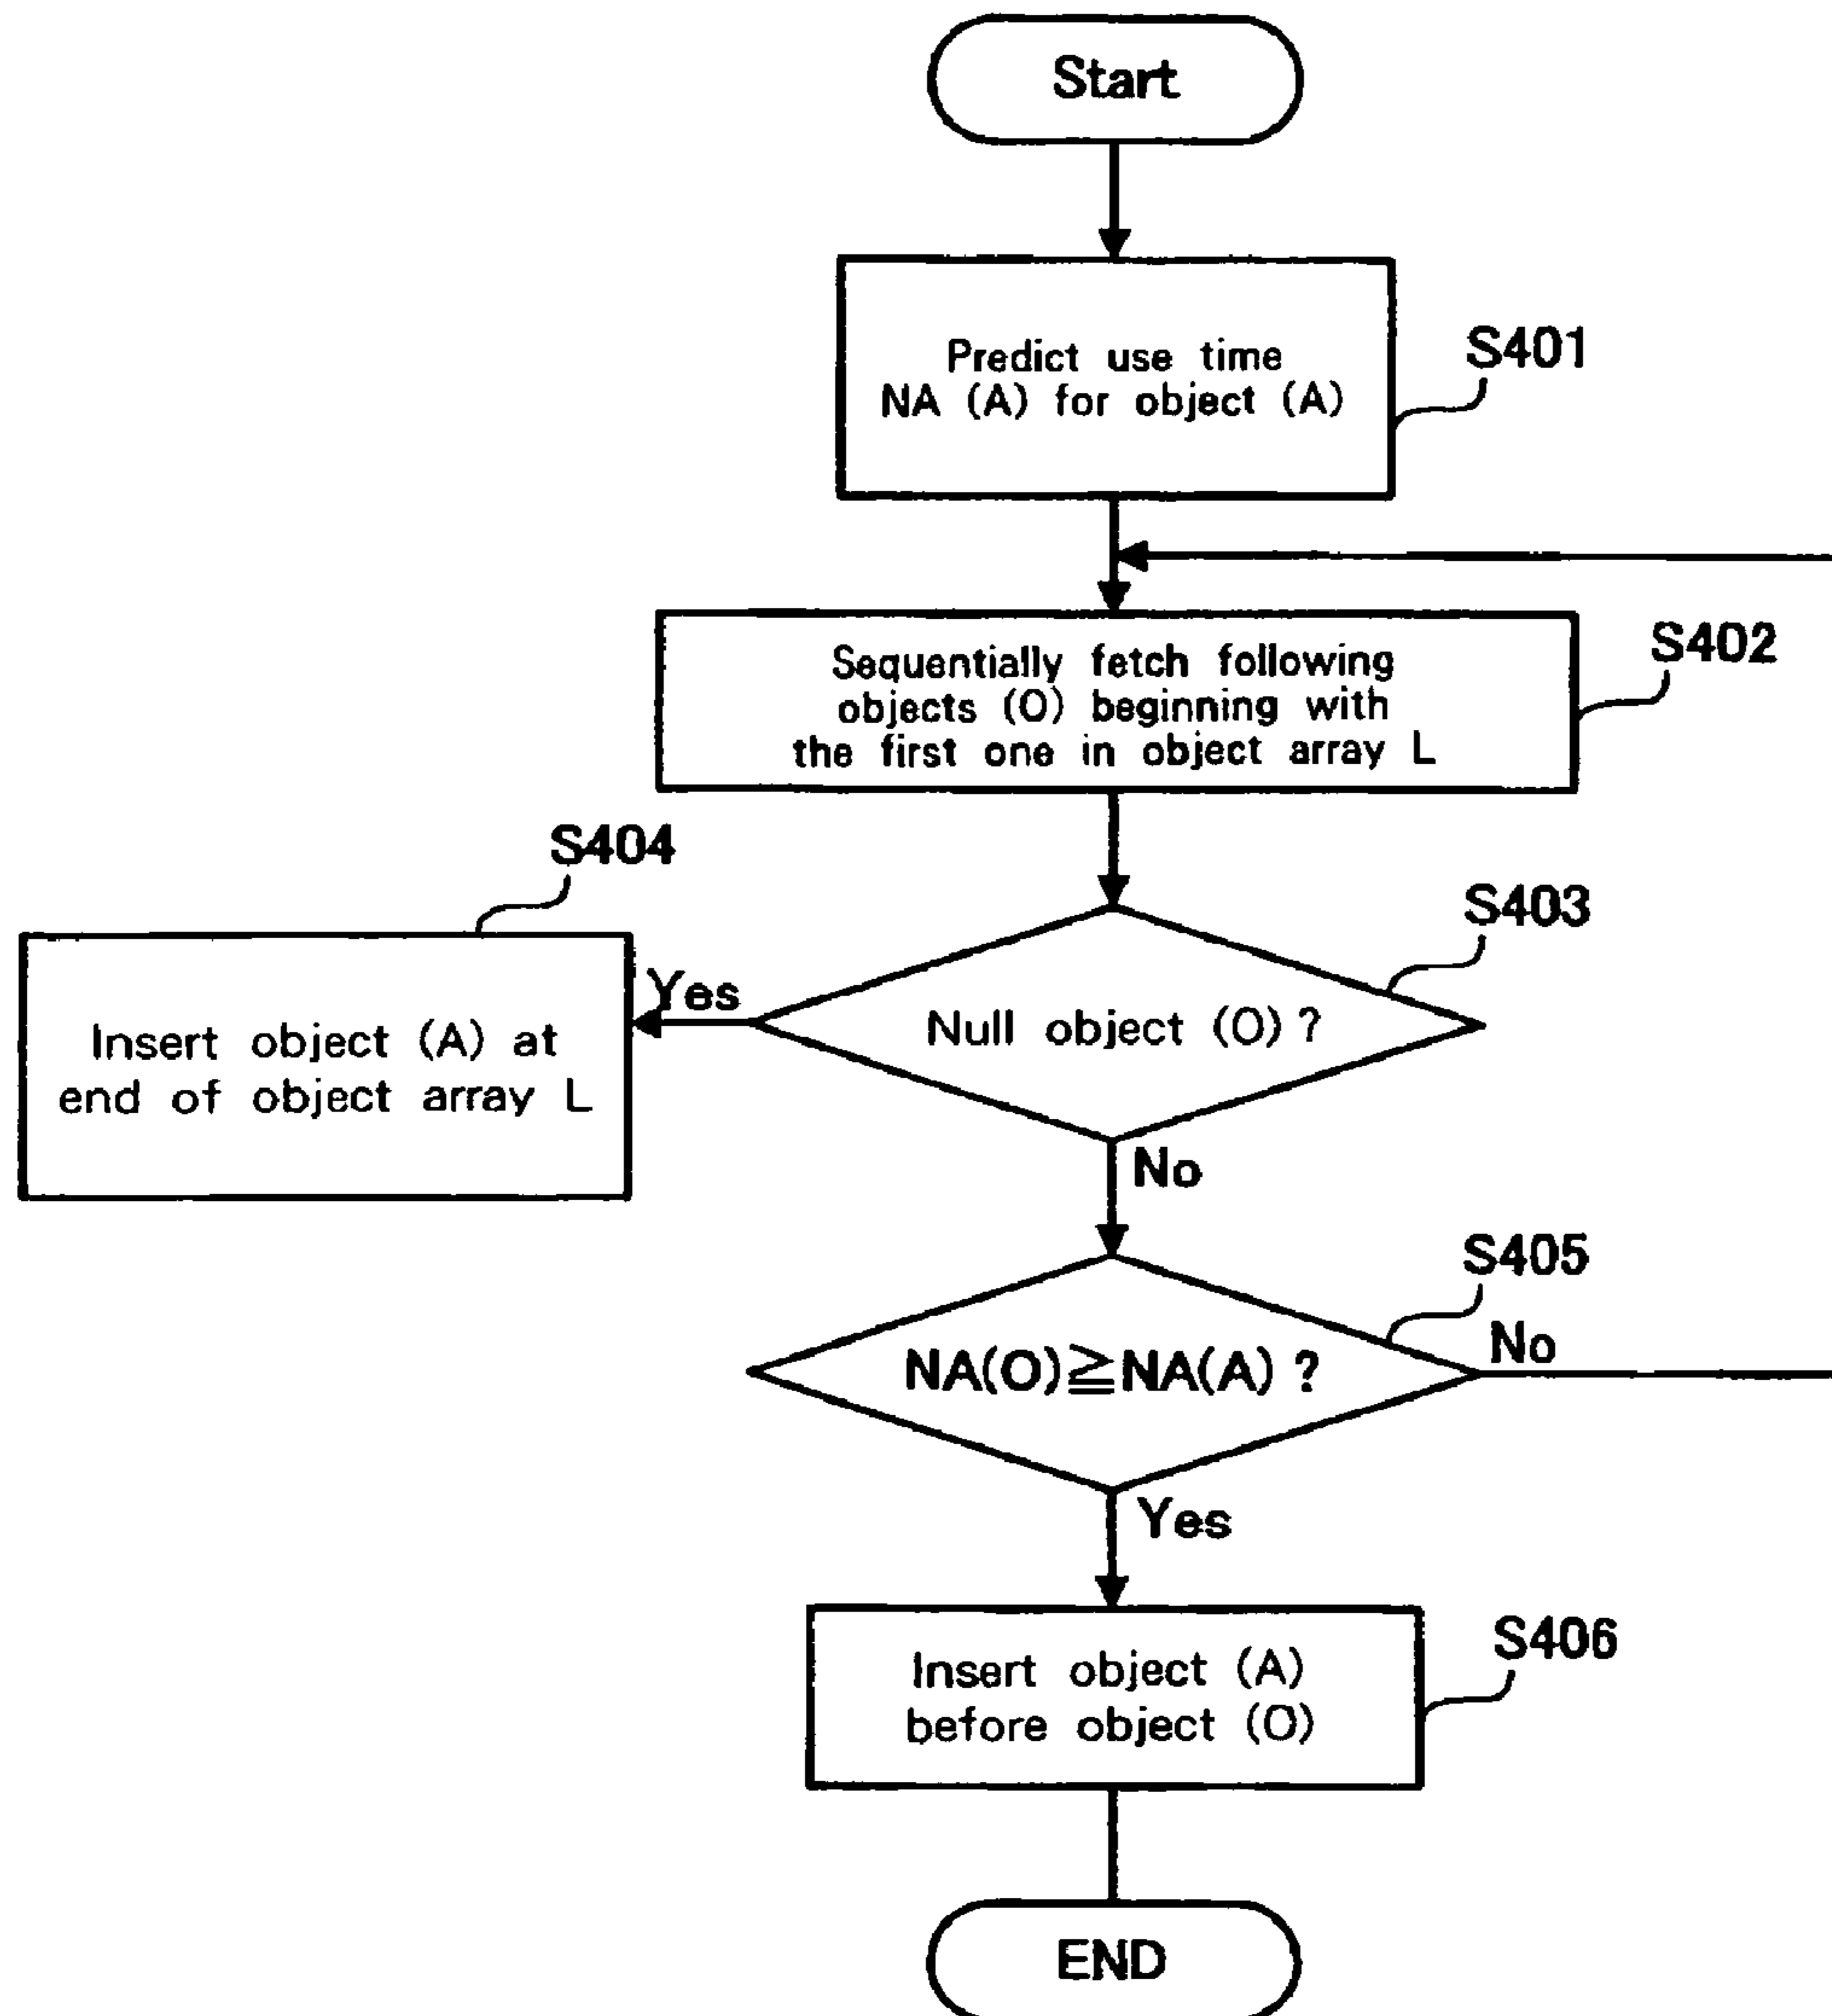 Start
Predict use time
NA (A) for object (A)
S401
Sequentially fetch following
objects (O) beginning with
the first one in object array L
S402
S404
S403
Yes
Null object (O) ?
Insert object (A) at
end of object array L
No
S405
NA(O)≧NA(A) ?
No
Yes
S406
Insert object (A)
before object (O)
END